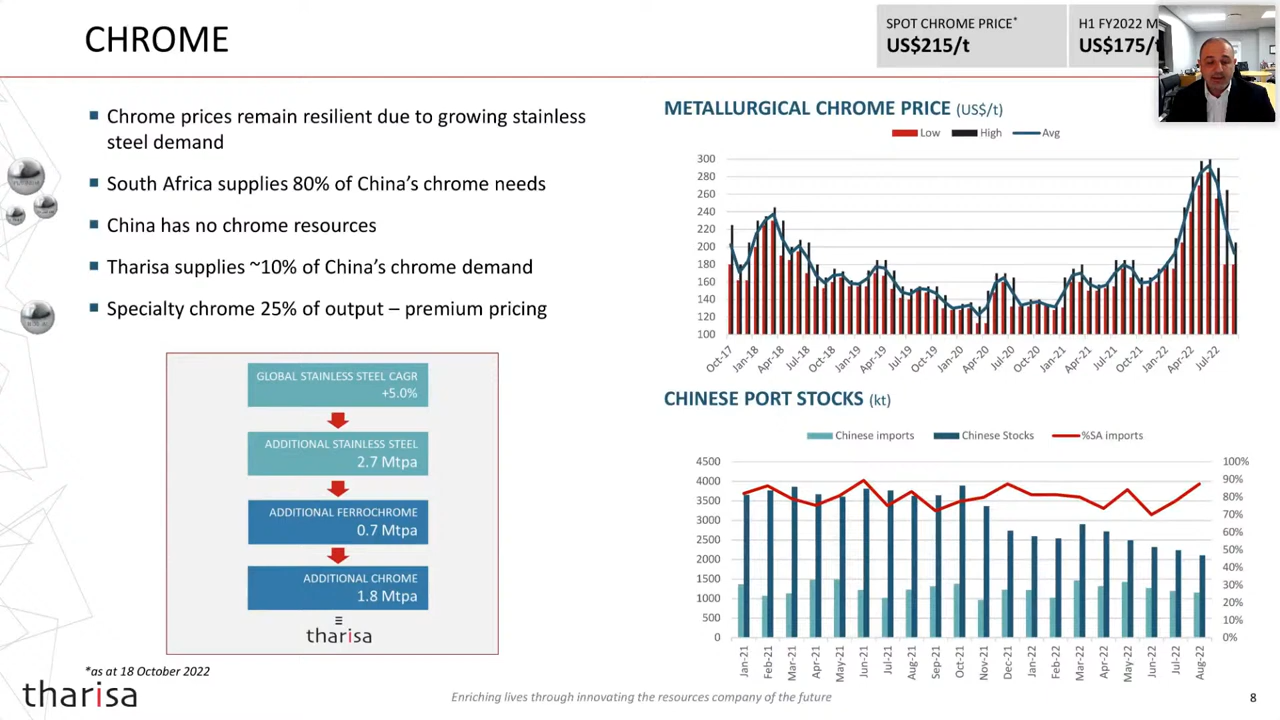 CHROME
SPOT CHROME PRICE*
US$215/t
H1 FY2022
US$175/t
Chrome prices remain resilient due to growing stainless
steel demand
South Africa supplies 80% of China's chrome needs
China has no chrome resources
Tharisa supplies ~10% of China's chrome demand
Specialty chrome 25% of output – premium pricing
GLOBAL STAINLESS STEEL CAGR
+5.0%
ADDITIONAL STAINLESS STEEL
2.7 Mtpa
ADDITIONAL FERROCHROME
0.7 Mtpa
ADDITIONAL CHROME
1.8 Mtpa
≡
tharisa
*as at 18 October 2022
METALLURGICAL CHROME PRICE (US$/t)
Low High Avg
300
280
260
240
220
200
180
160
140
120
100
Oct-17 Jan-18 Apr-18 Jul-18 Oct-18 Jan-19 Apr-19 Jul-19 Oct-19 Jan-20 Apr-20 Jul-20 Oct-20 Jan-21 Apr-21 Jul-21 Oct-21 Jan-22 Apr-22 Jul-22
CHINESE PORT STOCKS (kt)
Chinese imports Chinese Stocks %SA imports
4500 100%
4000 90%
3500 80%
3000 70%
2500 60%
2000 50%
1500 40%
1000 30%
500 20%
0 10%
0%
Jan-21 Feb-21 Mar-21 Apr-21 May-21 Jun-21 Jul-21 Aug-21 Sep-21 Oct-21 Nov-21 Dec-21 Jan-22 Feb-22 Mar-22 Apr-22 May-22 Jun-22 Jul-22 Aug-22
tharisa
Enriching lives through innovating the resources company of the future
8